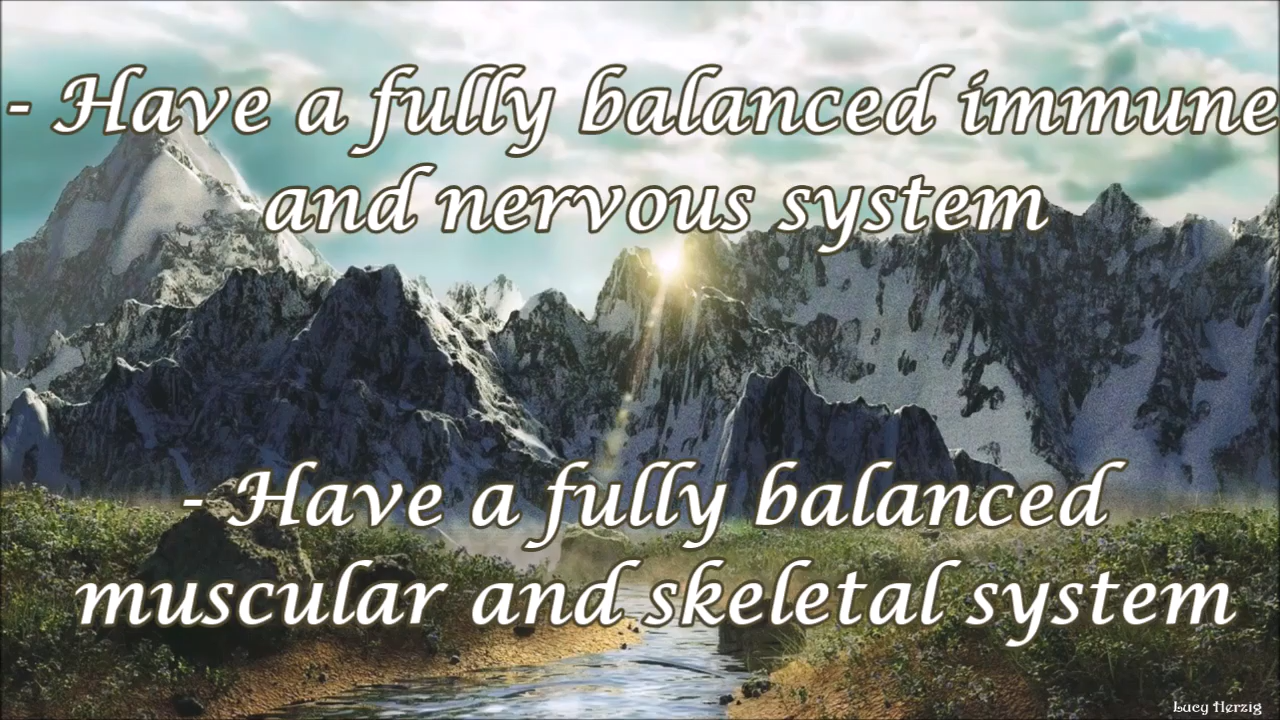 - Have a fully balanced immune
and nervous system
- Have a fully balanced
muscular and skeletal system
Lucy Herzig